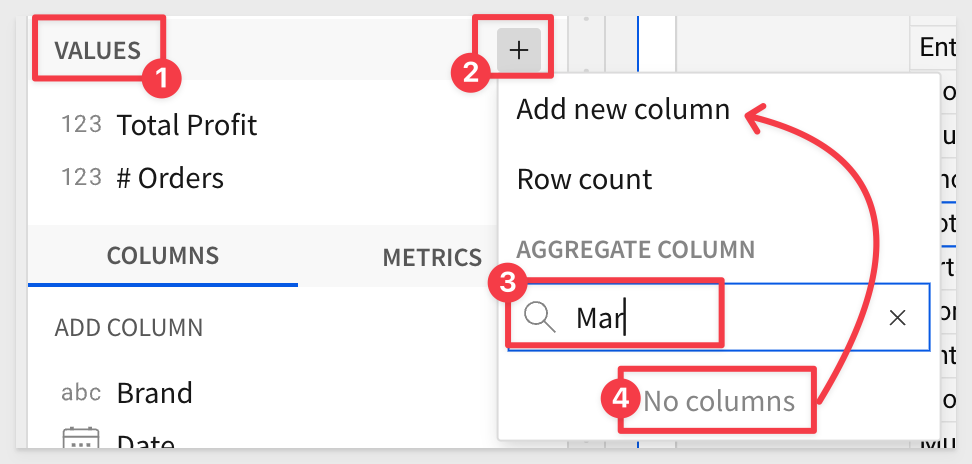 VALUES
1
2
+
123 Total Profit
123 # Orders
COLUMNS
METRICS
ADD COLUMN
abc Brand
Date
Add new column
Row count
AGGREGATE COLUMN
3
Mar
4
No columns
Ent